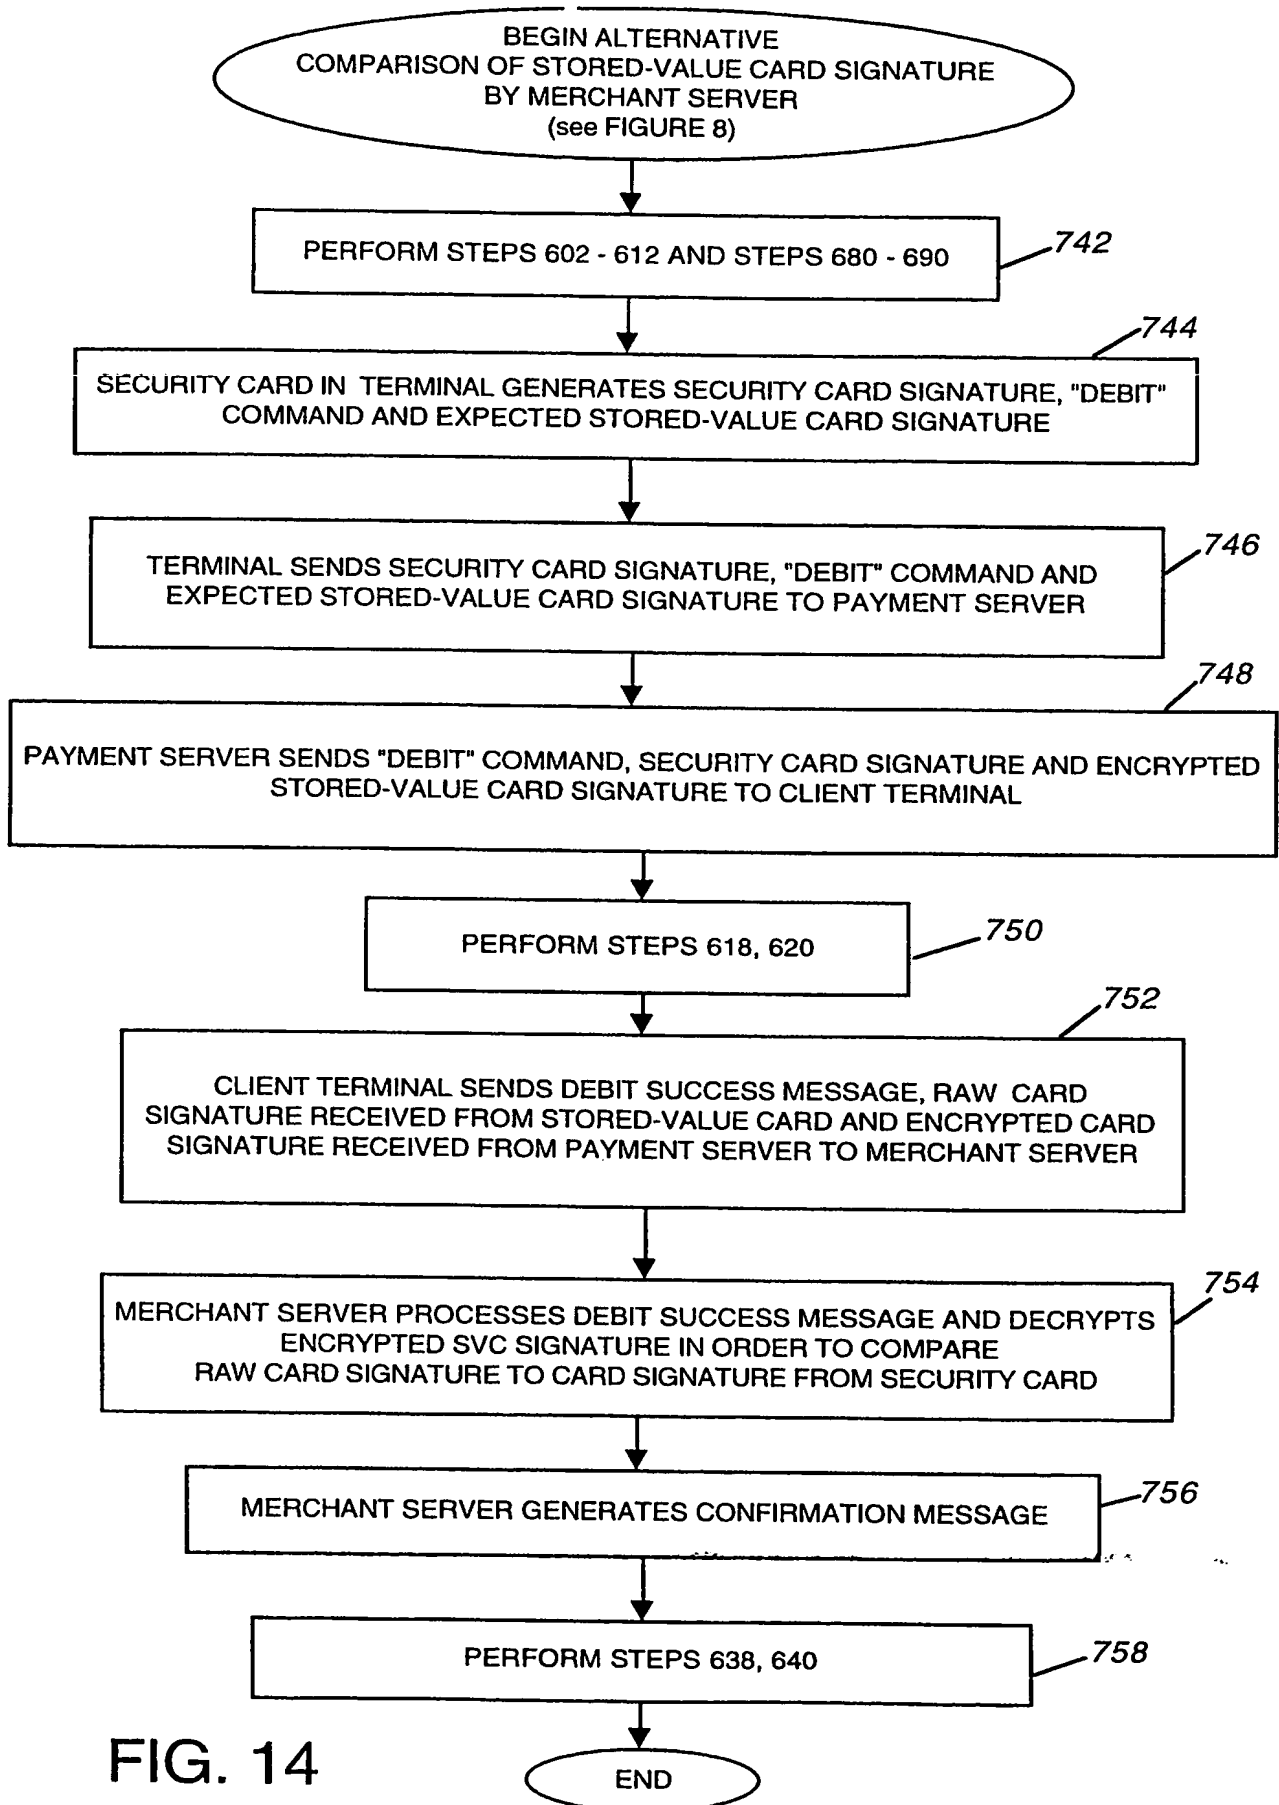 BEGIN ALTERNATIVE
COMPARISON OF STORED-VALUE CARD SIGNATURE
BY MERCHANT SERVER
(see FIGURE 8)
PERFORM STEPS 602 - 612 AND STEPS 680 - 690
742
744
SECURITY CARD IN TERMINAL GENERATES SECURITY CARD SIGNATURE, "DEBIT"
COMMAND AND EXPECTED STORED-VALUE CARD SIGNATURE
746
TERMINAL SENDS SECURITY CARD SIGNATURE, "DEBIT" COMMAND AND
EXPECTED STORED-VALUE CARD SIGNATURE TO PAYMENT SERVER
748
PAYMENT SERVER SENDS "DEBIT" COMMAND, SECURITY CARD SIGNATURE AND ENCRYPTED
STORED-VALUE CARD SIGNATURE TO CLIENT TERMINAL
PERFORM STEPS 618, 620
750
752
CLIENT TERMINAL SENDS DEBIT SUCCESS MESSAGE, RAW CARD
SIGNATURE RECEIVED FROM STORED-VALUE CARD AND ENCRYPTED CARD
SIGNATURE RECEIVED FROM PAYMENT SERVER TO MERCHANT SERVER
754
MERCHANT SERVER PROCESSES DEBIT SUCCESS MESSAGE AND DECRYPTS
ENCRYPTED SVC SIGNATURE IN ORDER TO COMPARE
RAW CARD SIGNATURE TO CARD SIGNATURE FROM SECURITY CARD
MERCHANT SERVER GENERATES CONFIRMATION MESSAGE
756
PERFORM STEPS 638, 640
758
FIG. 14
END